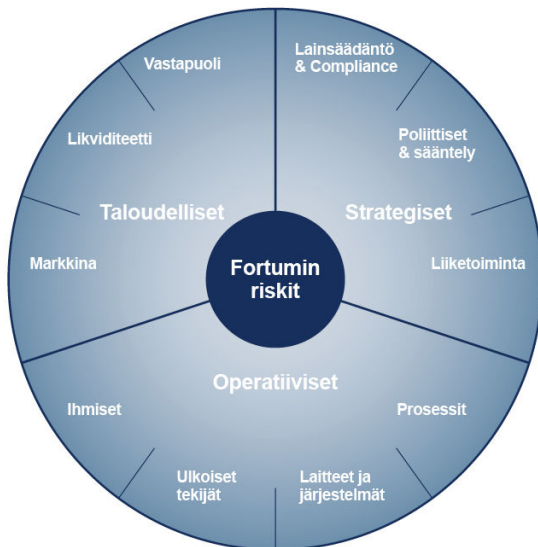 Vastapuoli
Lainsäädäntö
& Compliance
Likviditeetti
Poliittiset
& sääntely
Taloudelliset
Strategiset
Markkina
Fortumin
riskit
Liiketoiminta
Operatiiviset
Ihmiset
Prosessit
Ulkoiset
tekijät
Laitteet ja
järjestelmät